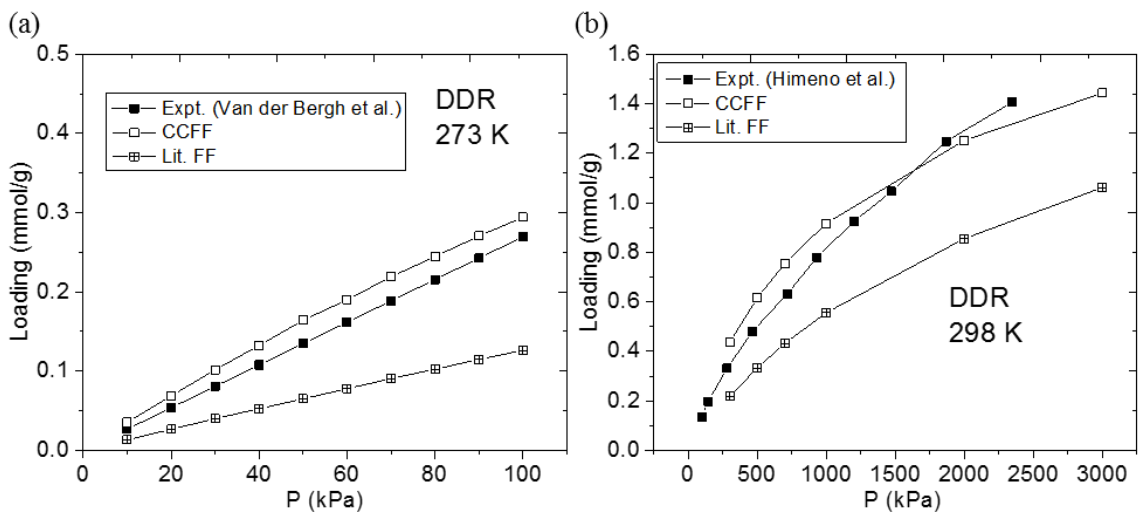 (a)
0.5
0.4
0.3
0.2
0.1
0.0
Loading (mmol/g)
Expt. (Van der Bergh et al.)
CCFF
Lit. FF
DDR
273 K
0 20 40 60 80 100
P (kPa)
(b)
1.6
1.4
1.2
1.0
0.8
0.6
0.4
0.2
0.0
Loading (mmol/g)
Expt. (Himeno et al.)
CCFF
Lit. FF
DDR
298 K
0 500 1000 1500 2000 2500 3000
P (kPa)